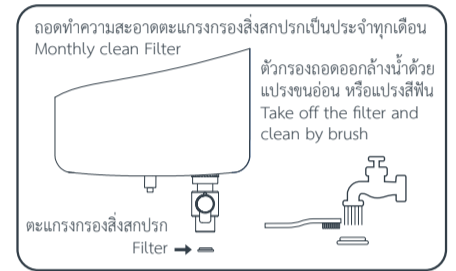 ถอดทำความสะอาดตะแกรงกรองสิ่งสกปรกเป็นประจำทุกเดือน
Monthly clean Filter
ตัวกรองถอดออกล้างน้ำด้วย
แปรงขนอ่อน หรือแปรงสีฟัน
Take off the filter and
clean by brush
ตะแกรงกรองสิ่งสกปรก
Filter